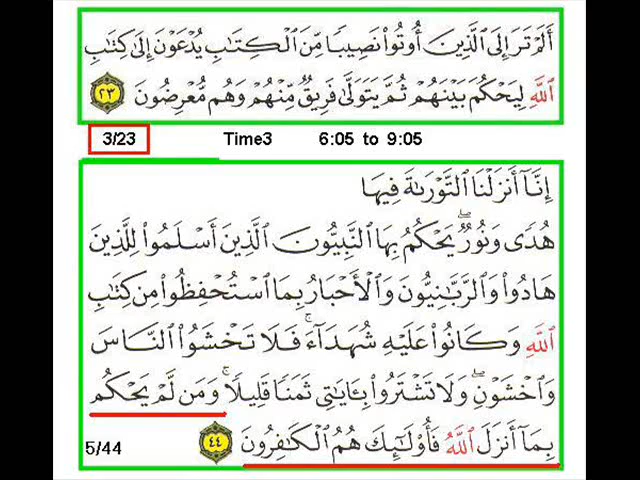 أَلَمْ تَرَ إِلَى ٱلَّذِينَ أُوتُوا۟ نَصِيبًا مِّنَ ٱلْكِتَٰبِ يُدْعَوْنَ إِلَىٰ كِتَٰبِ
ٱللَّهِ لِيَحْكُمَ بَيْنَهُمْ ثُمَّ يَتَوَلَّىٰ فَرِيقٌ مِّنْهُمْ وَهُم مُّعْرِضُونَ ٢٣
3/23 Time3 6:05 to 9:05
إِنَّآ أَنزَلْنَا ٱلتَّوْرَىٰةَ فِيهَا
هُدًى وَنُورٌ ۚ يَحْكُمُ بِهَا ٱلنَّبِيُّونَ ٱلَّذِينَ أَسْلَمُوا۟ لِلَّذِينَ
هَادُوا۟ وَٱلرَّبَّٰنِيُّونَ وَٱلْأَحْبَارُ بِمَا ٱسْتُحْفِظُوا۟ مِن كِتَٰبِ
ٱللَّهِ وَكَانُوا۟ عَلَيْهِ شُهَدَآءَ ۚ فَلَا تَخْشَوُا۟ ٱلنَّاسَ
وَٱخْشَوْنِ ۖ وَلَا تَشْتَرُوا۟ بِـَٔايَٰتِى ثَمَنًا قَلِيلًا ۚ وَمَن لَّمْ يَحْكُم
بِمَآ أَنزَلَ ٱللَّهُ فَأُو۟لَٰٓئِكَ هُمُ ٱلْكَٰفِرُونَ ٤٤
5/44